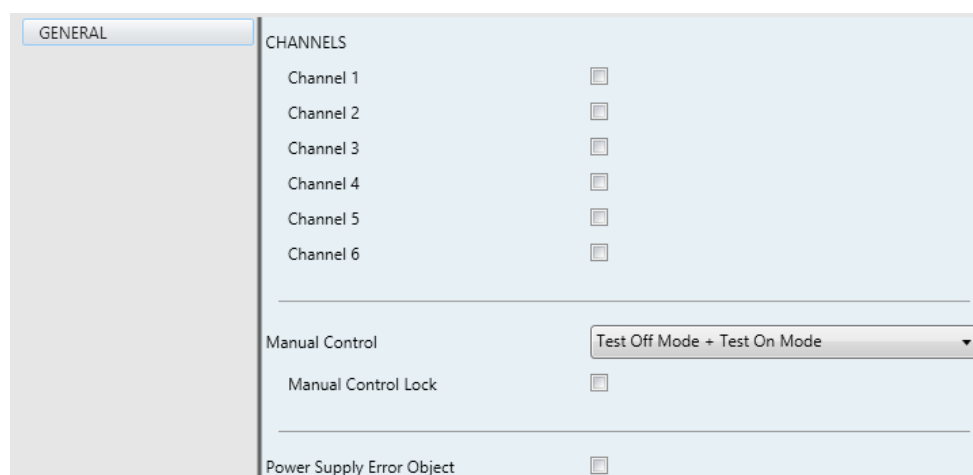 GENERAL
CHANNELS
Channel 1
Channel 2
Channel 3
Channel 4
Channel 5
Channel 6
Manual Control
Test Off Mode + Test On Mode
Manual Control Lock
Power Supply Error Object